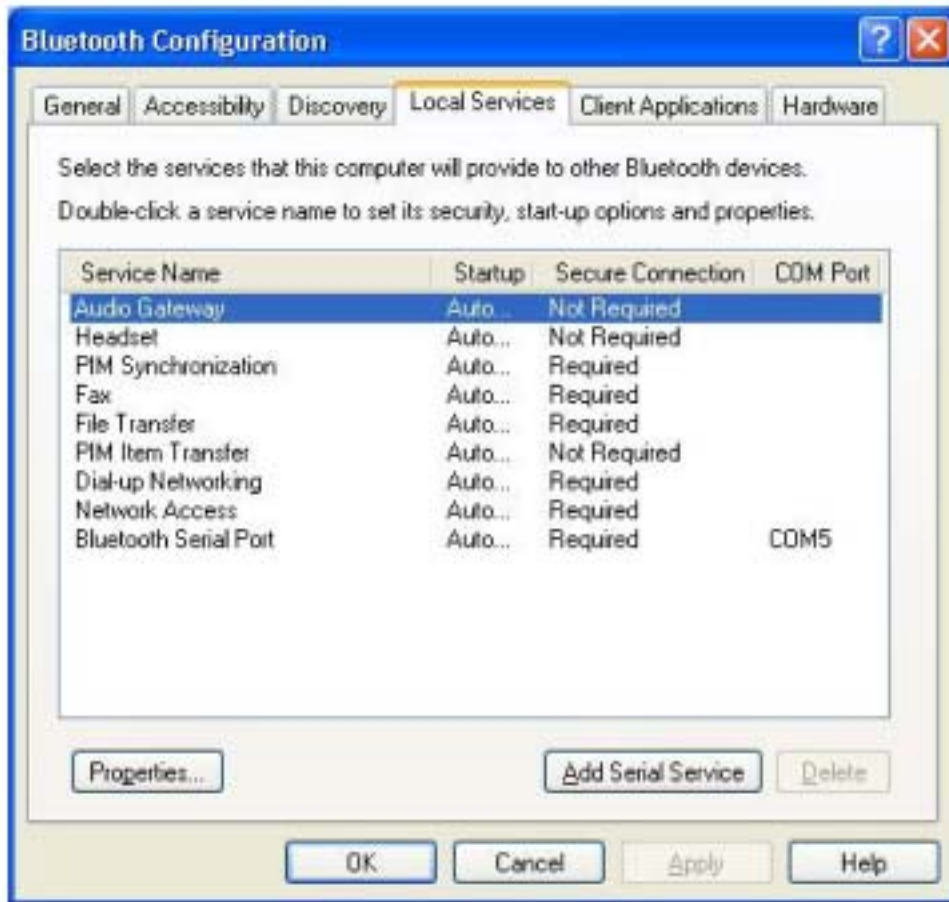 Bluetooth Configuration
General Accessibility Discovery Local Services Client Applications Hardware
Select the services that this computer will provide to other Bluetooth devices.
Double-click a service name to set its security, start-up options and properties.
Service Name Startup Secure Connection COM Port
Audio Gateway Auto... Not Required
Headset Auto... Not Required
PIM Synchronization Auto... Required
Fax Auto... Required
File Transfer Auto... Required
PIM Item Transfer Auto... Not Required
Dial-up Networking Auto... Required
Network Access Auto... Required
Bluetooth Serial Port Auto... Required COM5
Properties... Add Serial Service Delete
OK Cancel Apply Help